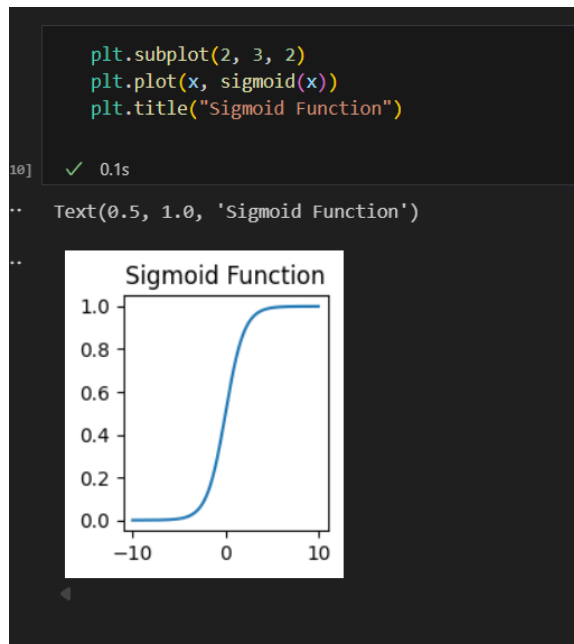 plt.subplot(2, 3, 2)
plt.plot(x, sigmoid(x))
plt.title("Sigmoid Function")
10]
0.1s
Text(0.5, 1.0, 'Sigmoid Function')
Sigmoid Function
1.0
0.8
0.6
0.4
0.2
0.0
−10 0 10